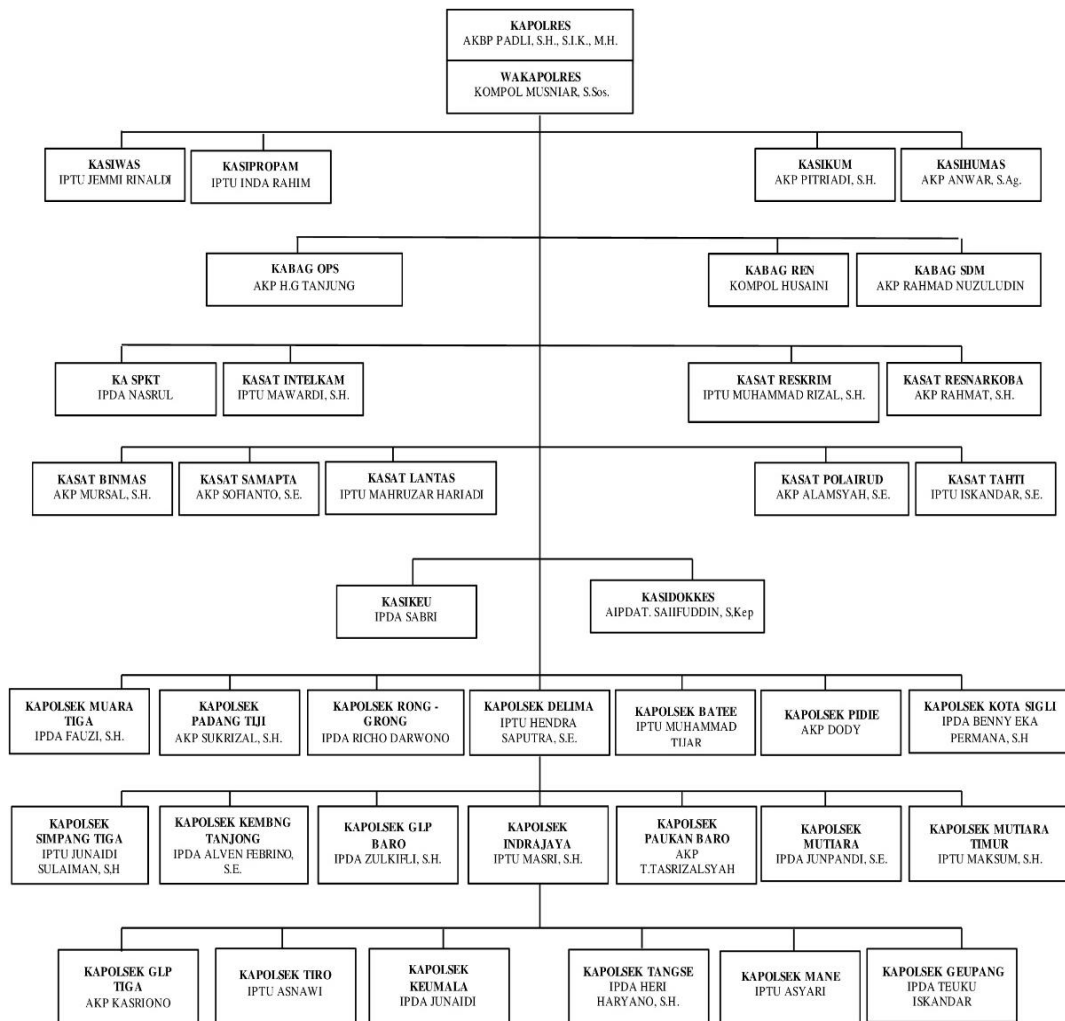 KAPOLRES
AKBP PADLI, S.H., S.I.K., M.H.
WAKAPOLRES
KOMPOL MUSNIAR, S.Sos.
KASIWAS
IPTU JEMMI RINALDI
KASIPROPAM
IPTU INDA RAHIM
KASIKUM
AKP PITRIADI, S.H.
KASIHUMAS
AKP ANWAR, S.Ag.
KABAG OPS
AKP H.G TANJUNG
KABAG REN
KOMPOL HUSAINI
KABAG SDM
AKP RAHMAD NUZULUDIN
KA SPKT
IPDA NASRUL
KASAT INTELKAM
IPTU MAWARDI, S.H.
KASAT RESKRIM
IPTU MUHAMMAD RIZAL, S.H.
KASAT RESNARKOBA
AKP RAHMAT, S.H.
KASAT BINMAS
AKP MURSAL, S.H.
KASAT SAMAPTA
AKP SOFIANTO, S.E.
KASAT LANTAS
IPTU MAHRUZAR HARIADI
KASAT POLAIRUD
AKP ALAMSYAH, S.E.
KASAT TAHTI
IPTU ISKANDAR, S.E.
KASIKEU
IPDA SABRI
KASIDOKKES
AIPDAT. SAIIFUDDIN, S,Kep
KAPOLSEK MUARA
TIGA
IPDA FAUZI, S.H.
KAPOLSEK
PADANG TIJI
AKP SUKRIZAL, S.H.
KAPOLSEK RONG -
GRONG
IPDA RICHO DARWONO
KAPOLSEK DELIMA
IPTU HENDRA
SAPUTRA, S.E.
KAPOLSEK BATEE
IPTU MUHAMMAD
TIJAR
KAPOLSEK PIDIE
AKP DODY
KAPOLSEK KOTA SIGLI
IPDA BENNY EKA
PERMANA, S.H
KAPOLSEK
SIMPANG TIGA
IPTU JUNAIDI
SULAIMAN, S,H
KAPOLSEK KEMBNG
TANJONG
IPDA ALVEN FEBRINO,
S.E.
KAPOLSEK GLP
BARO
IPDA ZULKIFLI, S.H.
KAPOLSEK
INDRAJAYA
IPTU MASRI, S.H.
KAPOLSEK
PAUKAN BARO
AKP
T.TASRIZALSYAH
KAPOLSEK
MUTIARA
IPDA JUNPANDI, S.E.
KAPOLSEK MUTIARA
TIMUR
IPTU MAKSUM, S.H.
KAPOLSEK GLP
TIGA
AKP KASRIONO
KAPOLSEK TIRO
IPTU ASNAWI
KAPOLSEK
KEUMALA
IPDA JUNAIDI
KAPOLSEK TANGSE
IPDA HERI
HARYANO, S.H.
KAPOLSEK MANE
IPTU ASYARI
KAPOLSEK GEUPANG
IPDA TEUKU
ISKANDAR